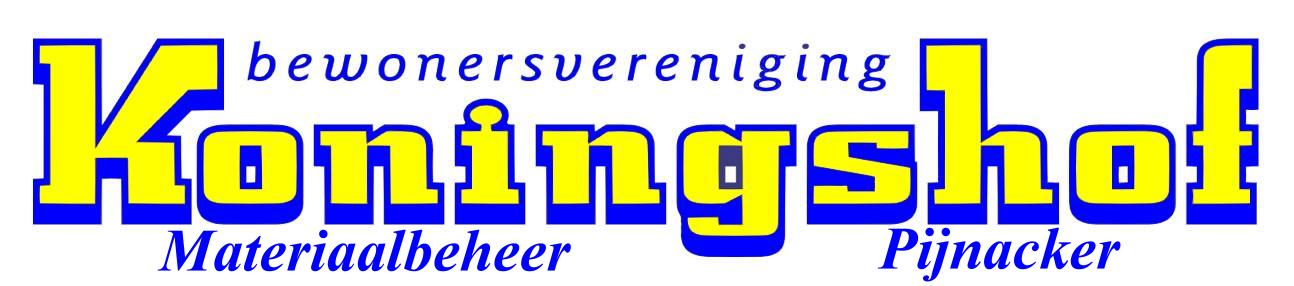 bewonersvereniging
Koningshof
Materiaalbeheer Pijnacker